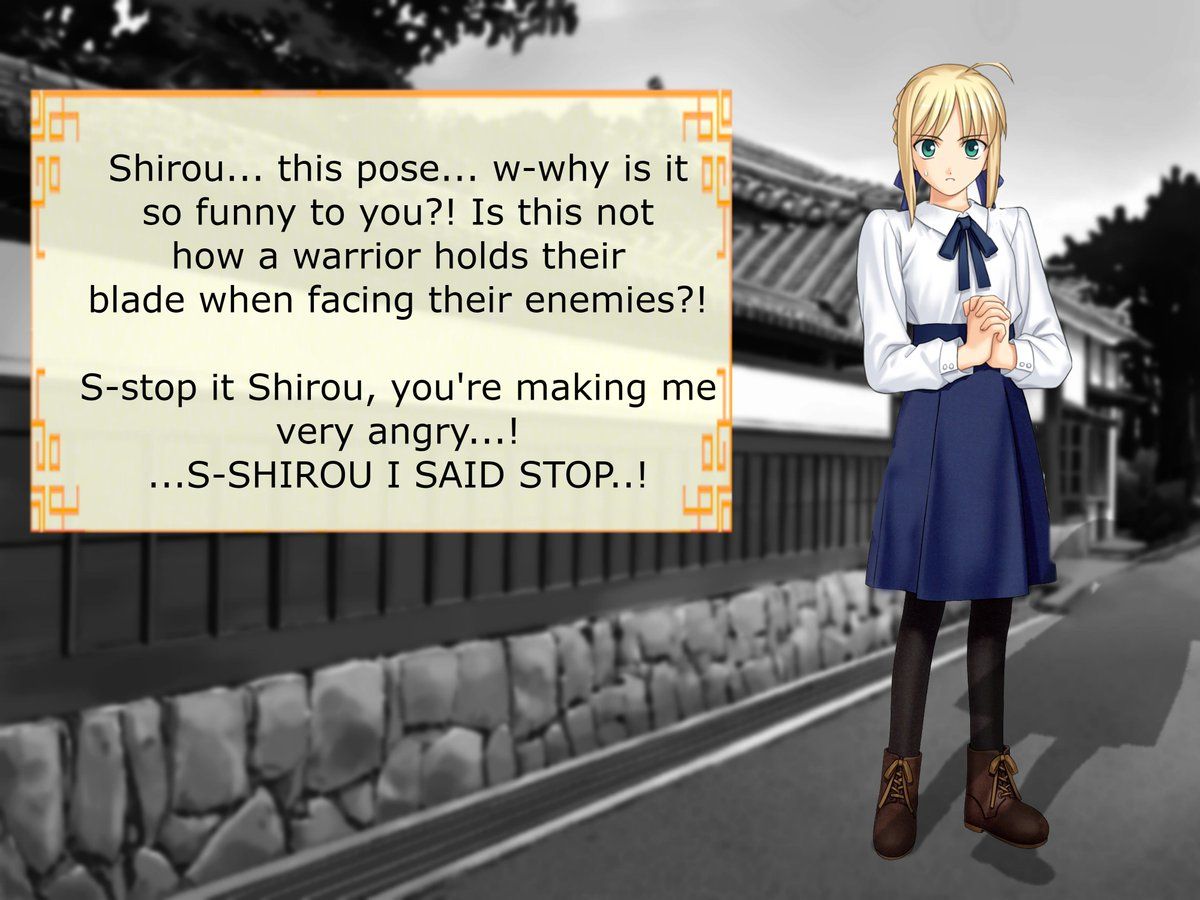 Shirou... this pose... w-why is it
so funny to you?! Is this not
how a warrior holds their
blade when facing their enemies?!
S-stop it Shirou, you're making me
very angry...!
...S-SHIROU I SAID STOP..!